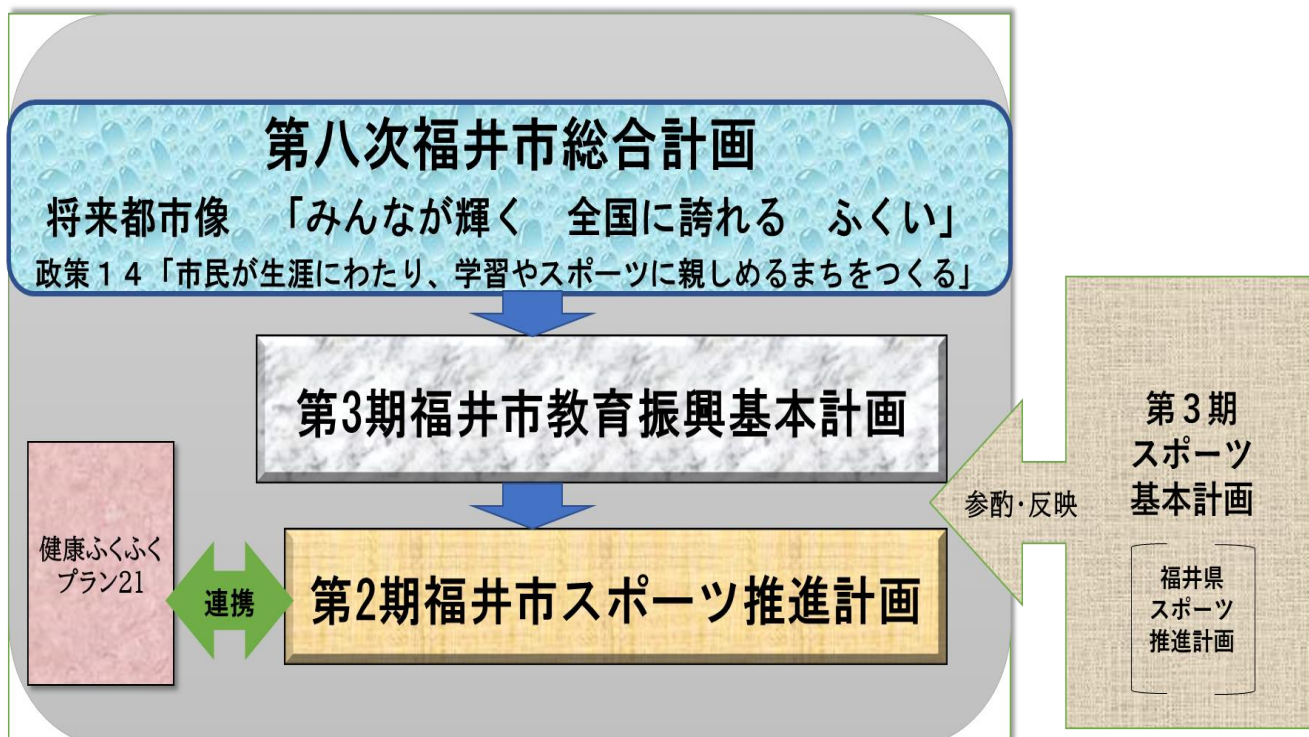 第八次福井市総合計画
将来都市像　「みんなが輝く　全国に誇れる　ふくい」
政策１４「市民が生涯にわたり、学習やスポーツに親しめるまちをつくる」
第3期福井市教育振興基本計画
健康ふくふく
プラン21
連携
第2期福井市スポーツ推進計画
参酌・反映
第３期
スポーツ
基本計画
福井県
スポーツ
推進計画